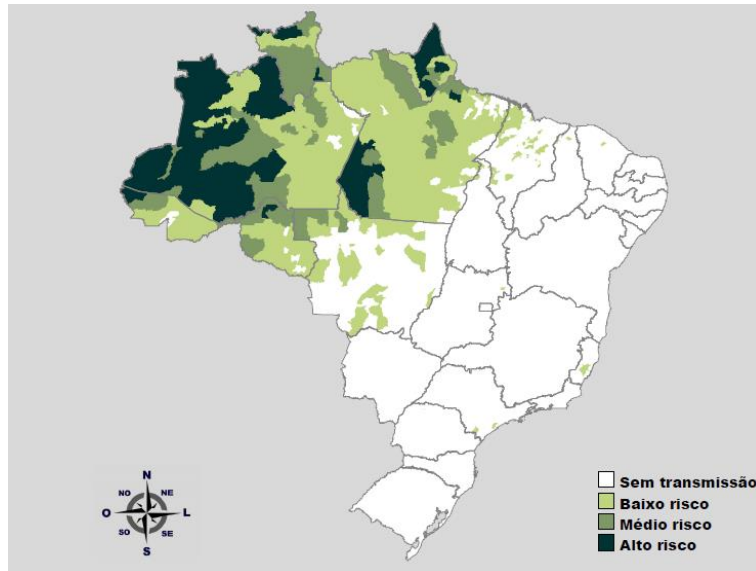 N
NO NE
O L
SO SE
S
Sem transmissão
Baixo risco
Médio risco
Alto risco